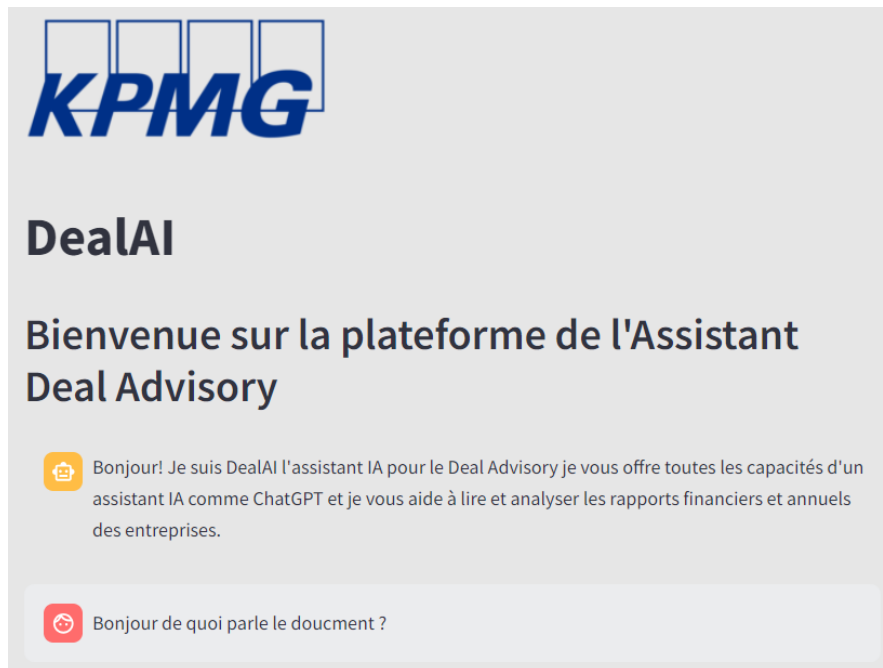 KPMG
DealAI
Bienvenue sur la plateforme de l'Assistant
Deal Advisory
Bonjour! Je suis DealAI l'assistant IA pour le Deal Advisory je vous offre toutes les capacités d'un
assistant IA comme ChatGPT et je vous aide à lire et analyser les rapports financiers et annuels
des entreprises.
Bonjour de quoi parle le doucment ?